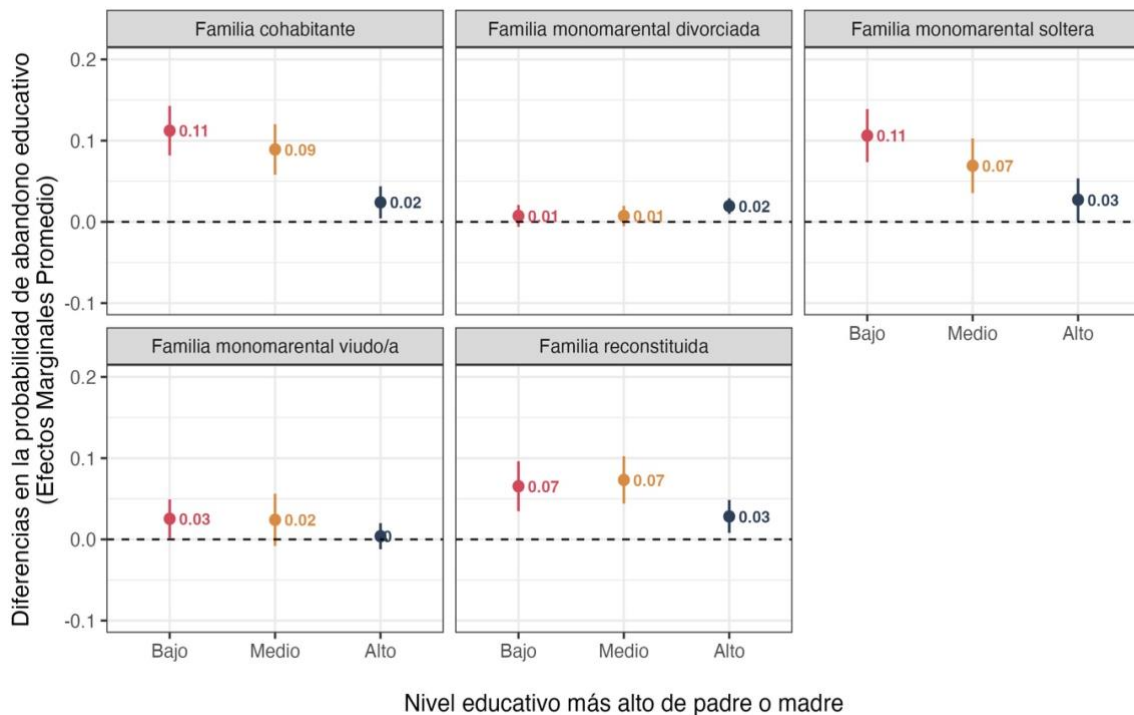 Diferencias en la probabilidad de abandono educativo
(Efectos Marginales Promedio)
Familia cohabitante
0.2
0.1
0.0
-0.1
0.11
0.09
0.02
Familia monomarental divorciada
0.01
0.01
0.02
Familia monomarental soltera
0.11
0.07
0.03
Bajo Medio Alto
Familia monomarental viudo/a
0.2
0.1
0.0
-0.1
0.03
0.02
0
Bajo Medio Alto
Familia reconstituida
0.07
0.07
0.03
Bajo Medio Alto
Nivel educativo más alto de padre o madre